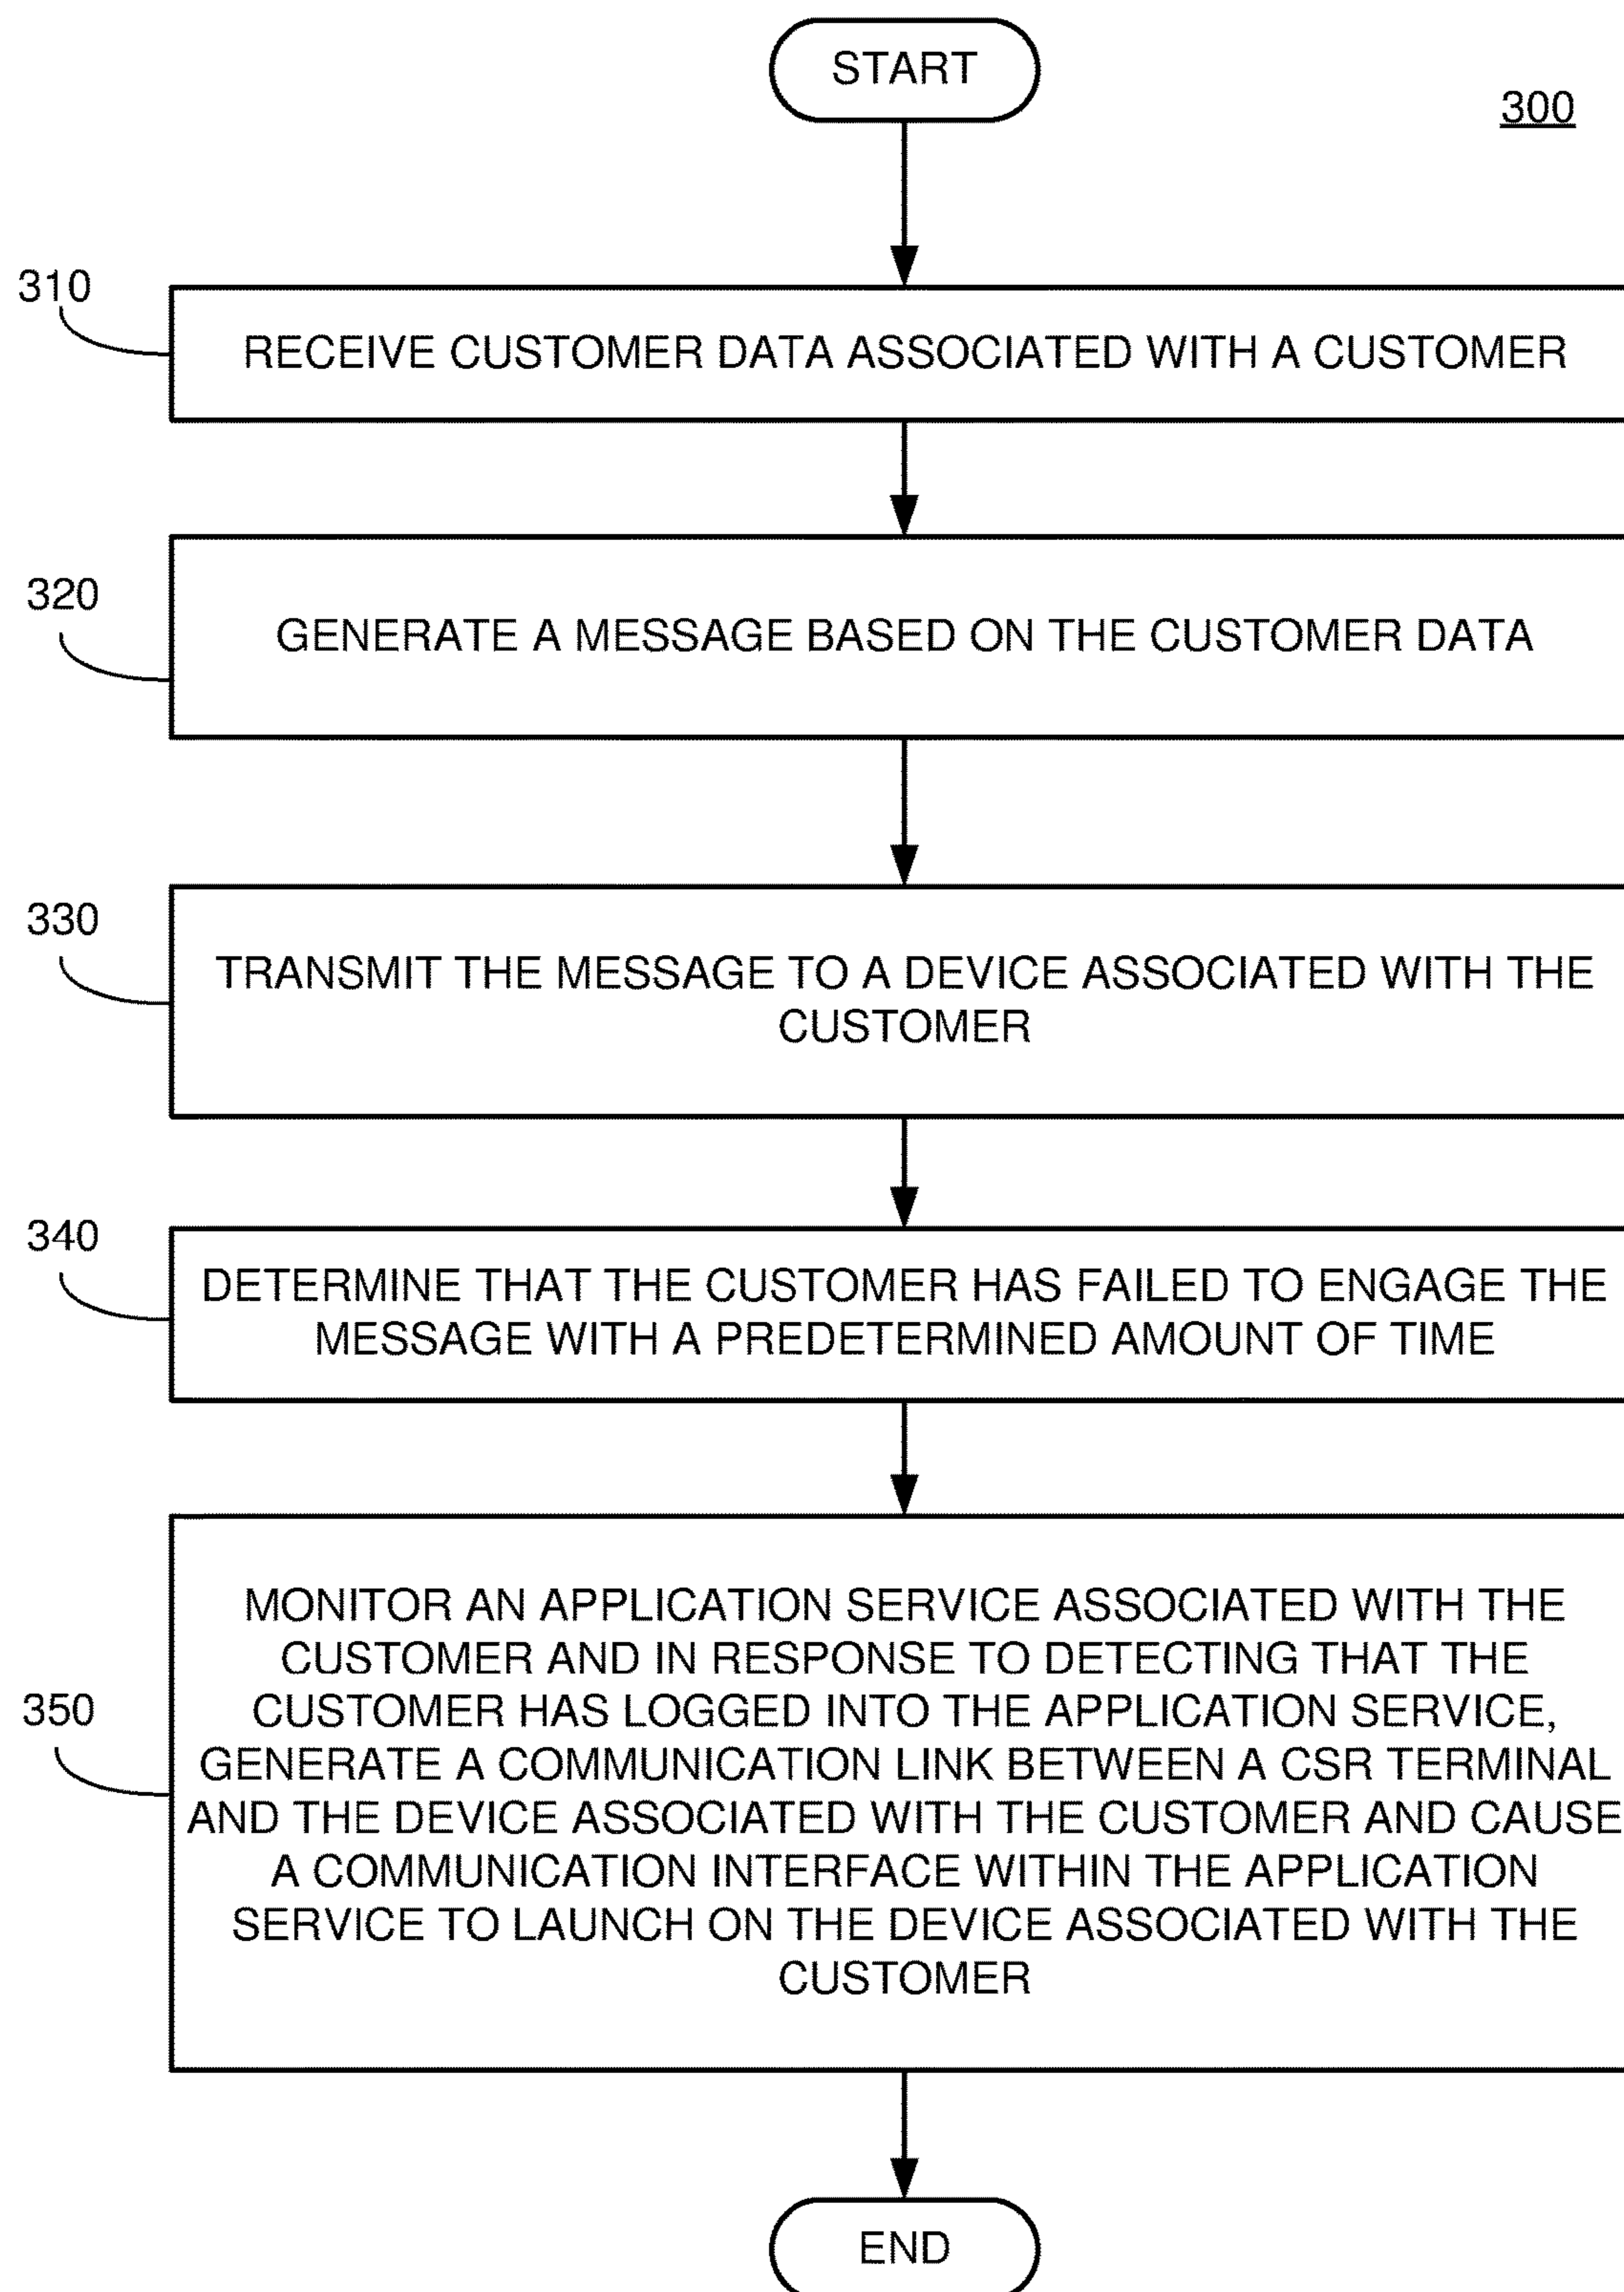 START
300
310
RECEIVE CUSTOMER DATA ASSOCIATED WITH A CUSTOMER
320
GENERATE A MESSAGE BASED ON THE CUSTOMER DATA
330
TRANSMIT THE MESSAGE TO A DEVICE ASSOCIATED WITH THE
CUSTOMER
340
DETERMINE THAT THE CUSTOMER HAS FAILED TO ENGAGE THE
MESSAGE WITH A PREDETERMINED AMOUNT OF TIME
350
MONITOR AN APPLICATION SERVICE ASSOCIATED WITH THE
CUSTOMER AND IN RESPONSE TO DETECTING THAT THE
CUSTOMER HAS LOGGED INTO THE APPLICATION SERVICE,
GENERATE A COMMUNICATION LINK BETWEEN A CSR TERMINAL
AND THE DEVICE ASSOCIATED WITH THE CUSTOMER AND CAUSE
A COMMUNICATION INTERFACE WITHIN THE APPLICATION
SERVICE TO LAUNCH ON THE DEVICE ASSOCIATED WITH THE
CUSTOMER
END